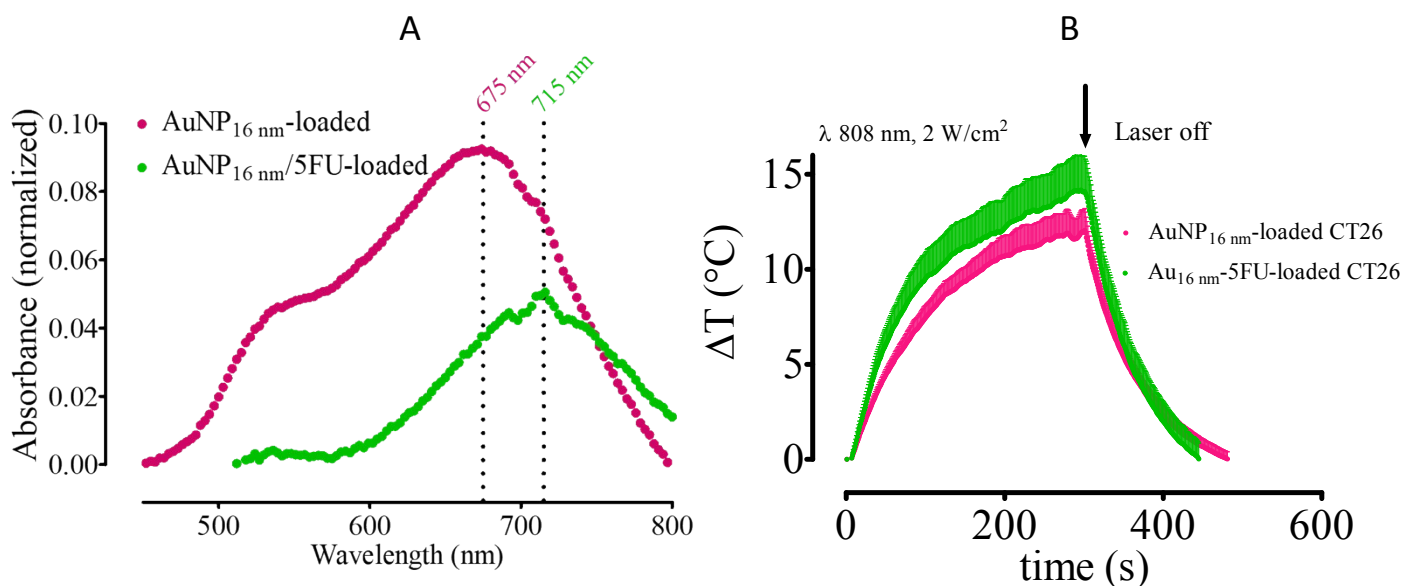 A
675 nm
715 nm
AuNP16 nm-loaded
AuNP16 nm/5FU-loaded
Absorbance (normalized)
0.10
0.08
0.06
0.04
0.02
0.00
500 600 700 800
Wavelength (nm)
B
λ 808 nm, 2 W/cm2
Laser off
AuNP16 nm-loaded CT26
Au16 nm-5FU-loaded CT26
ΔT (°C)
15
10
5
0
0 200 400 600
time (s)